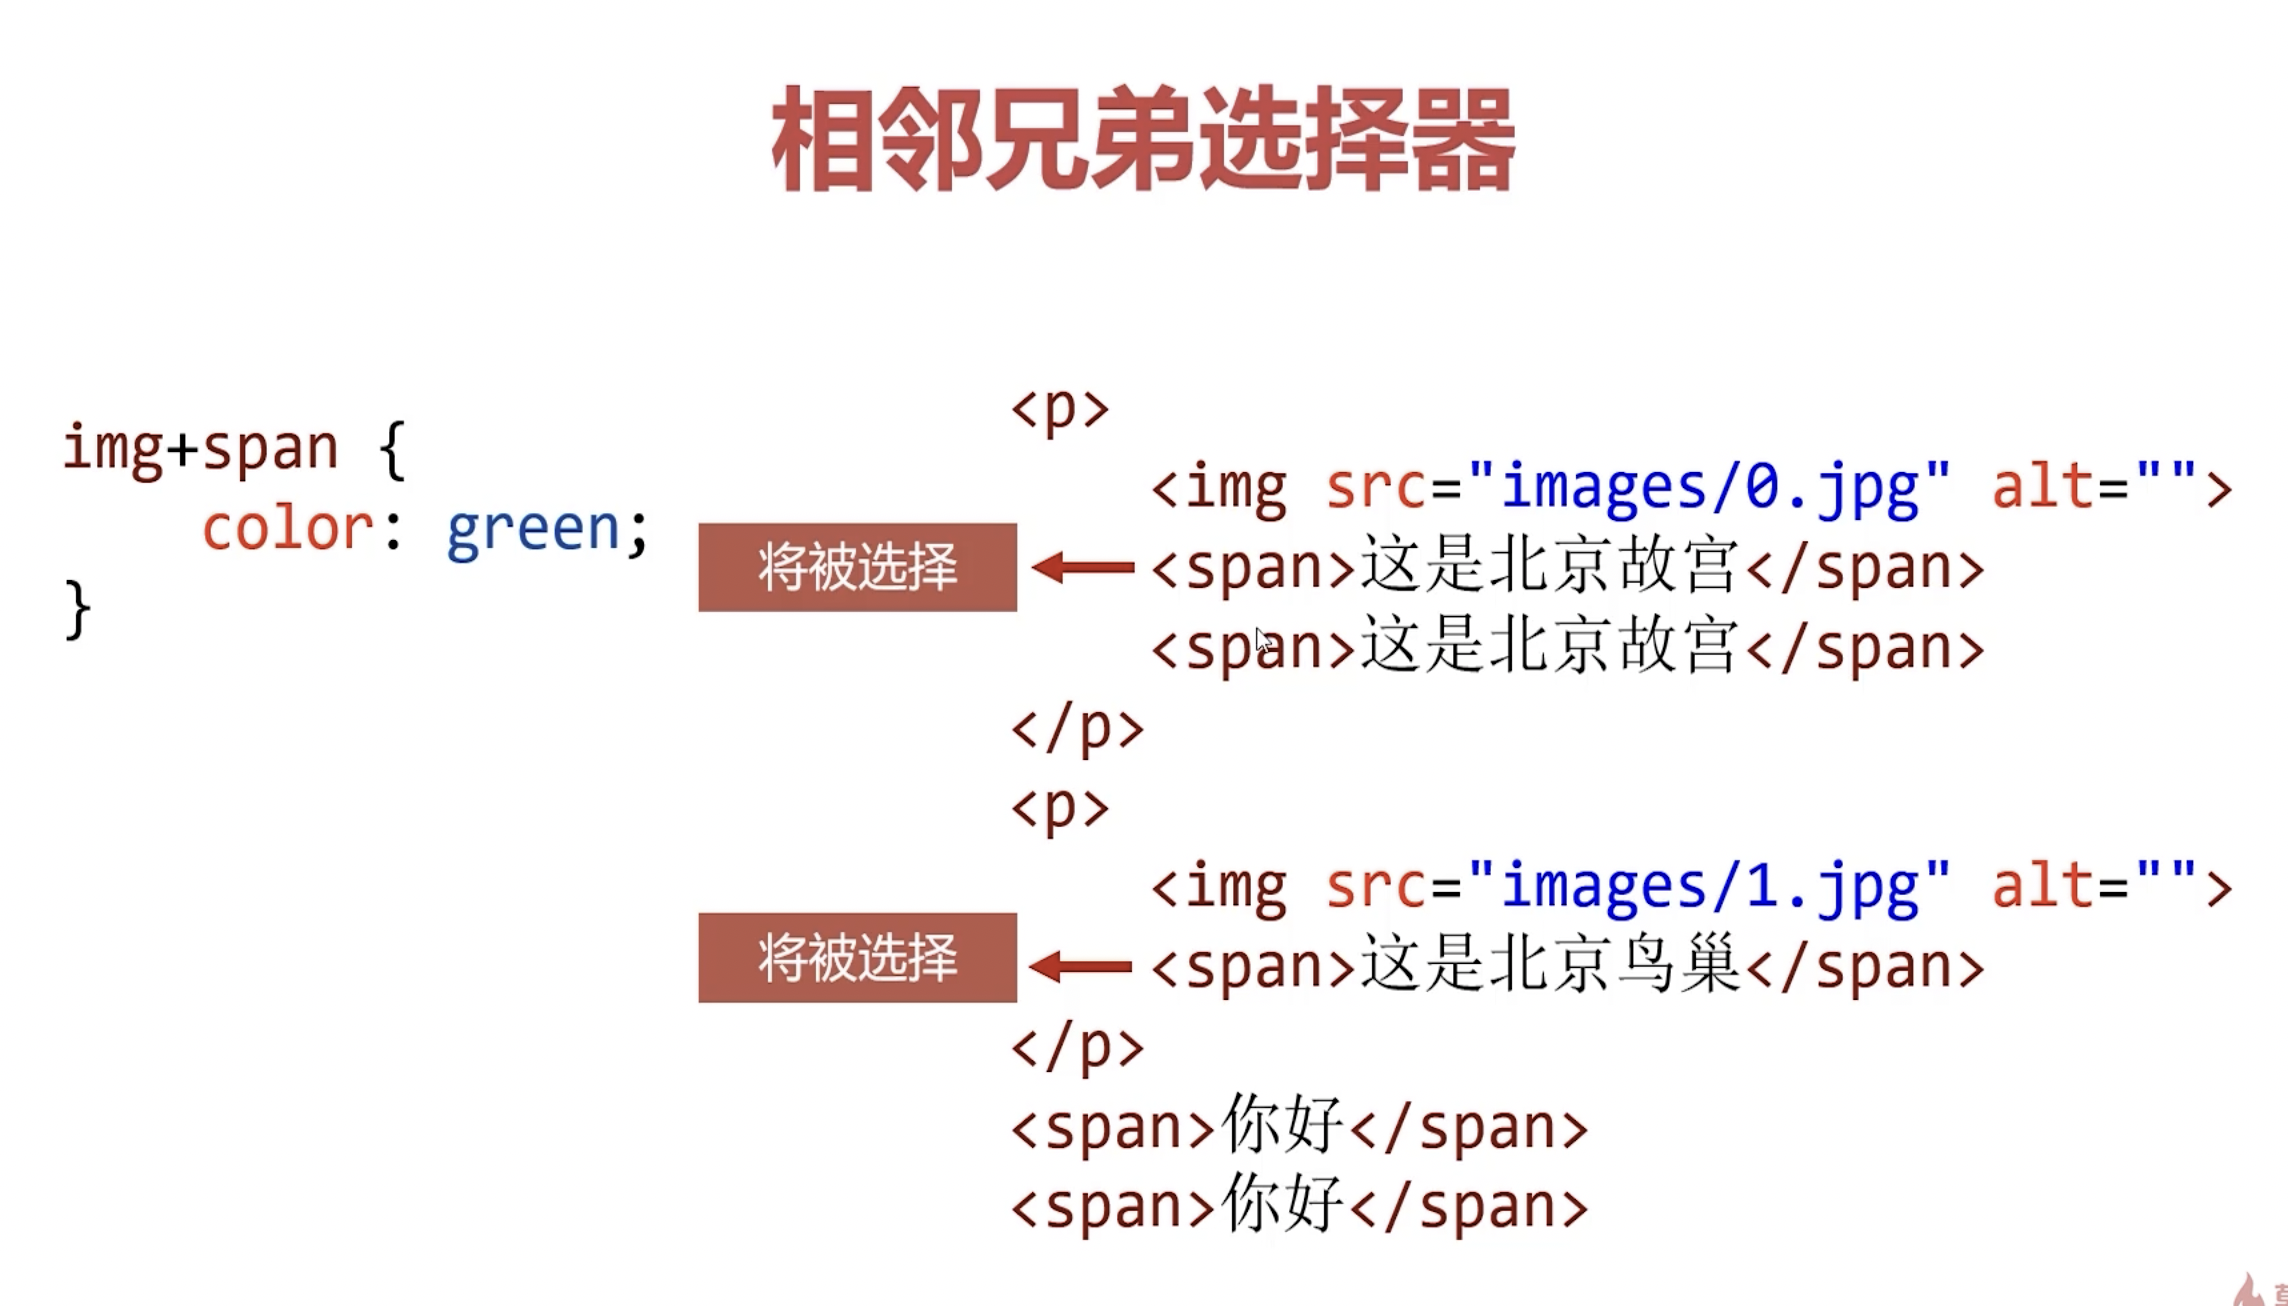 相邻兄弟选择器
img+span {
color: green;
}
<p>
<img src="images/0.jpg" alt="">
将被选择
<span>这是北京故宫</span>
<span>这是北京故宫</span>
</p>
<p>
<img src="images/1.jpg" alt="">
将被选择
<span>这是北京鸟巢</span>
</p>
<span>你好</span>
<span>你好</span>